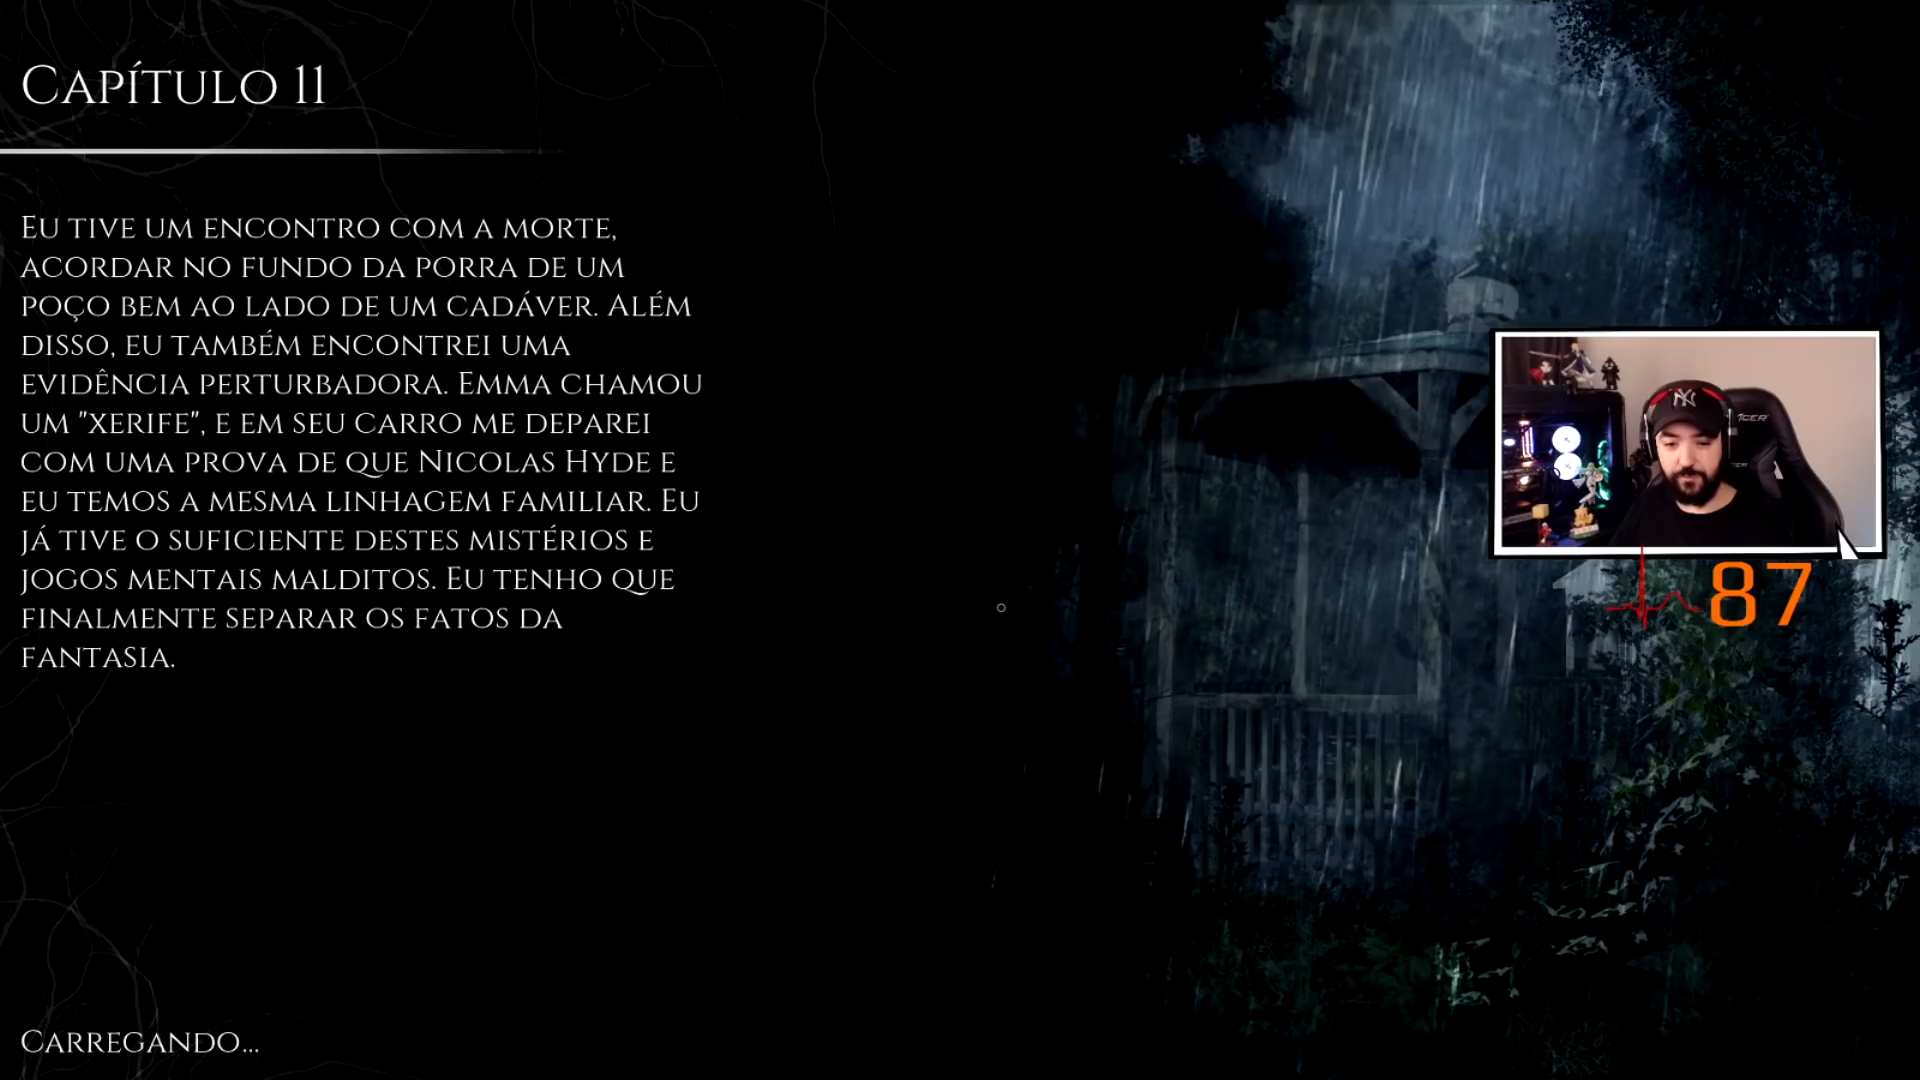 Capítulo 11
Eu tive um encontro com a morte,
acordar no fundo da porra de um
poço bem ao lado de um cadáver. Além
disso, eu também encontrei uma
evidência perturbadora. Emma chamou
um "xerife", e em seu carro me deparei
com uma prova de que Nicolas Hyde e
eu temos a mesma linhagem familiar. Eu
já tive o suficiente destes mistérios e
jogos mentais malditos. Eu tenho que
finalmente separar os fatos da
fantasia.
NY
87
Carregando...